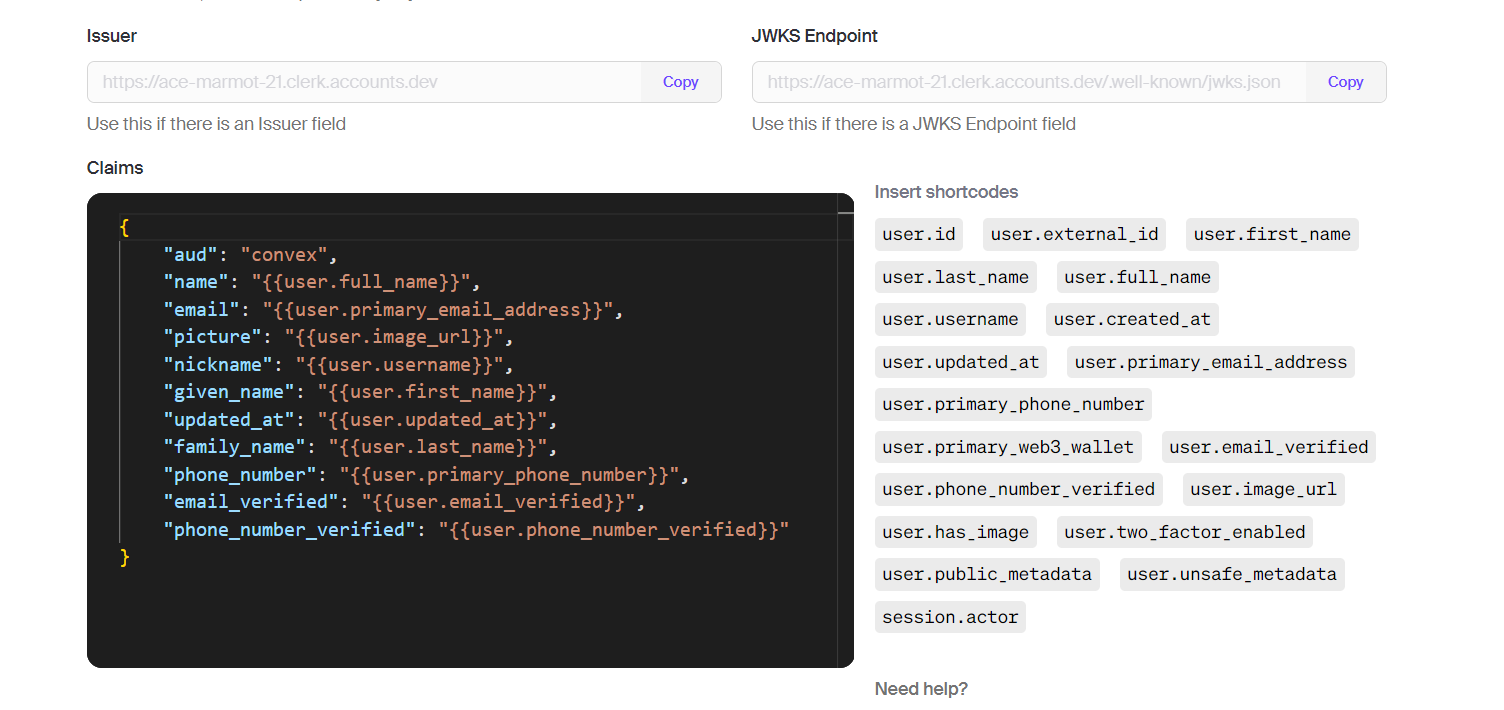 Issuer
https://ace-marmot-21.clerk.accounts.dev
Copy
Use this if there is an Issuer field
JWKS Endpoint
https://ace-marmot-21.clerk.accounts.dev/.well-known/jwks.json
Copy
Use this if there is a JWKS Endpoint field
Claims
{
"aud": "convex",
"name": "{{user.full_name}}",
"email": "{{user.primary_email_address}}",
"picture": "{{user.image_url}}",
"nickname": "{{user.username}}",
"given_name": "{{user.first_name}}",
"updated_at": "{{user.updated_at}}",
"family_name": "{{user.last_name}}",
"phone_number": "{{user.primary_phone_number}}",
"email_verified": "{{user.email_verified}}",
"phone_number_verified": "{{user.phone_number_verified}}"
}
Insert shortcodes
user.id user.external_id user.first_name
user.last_name user.full_name
user.username user.created_at
user.updated_at user.primary_email_address
user.primary_phone_number
user.primary_web3_wallet user.email_verified
user.phone_number_verified user.image_url
user.has_image user.two_factor_enabled
user.public_metadata user.unsafe_metadata
session.actor
Need help?